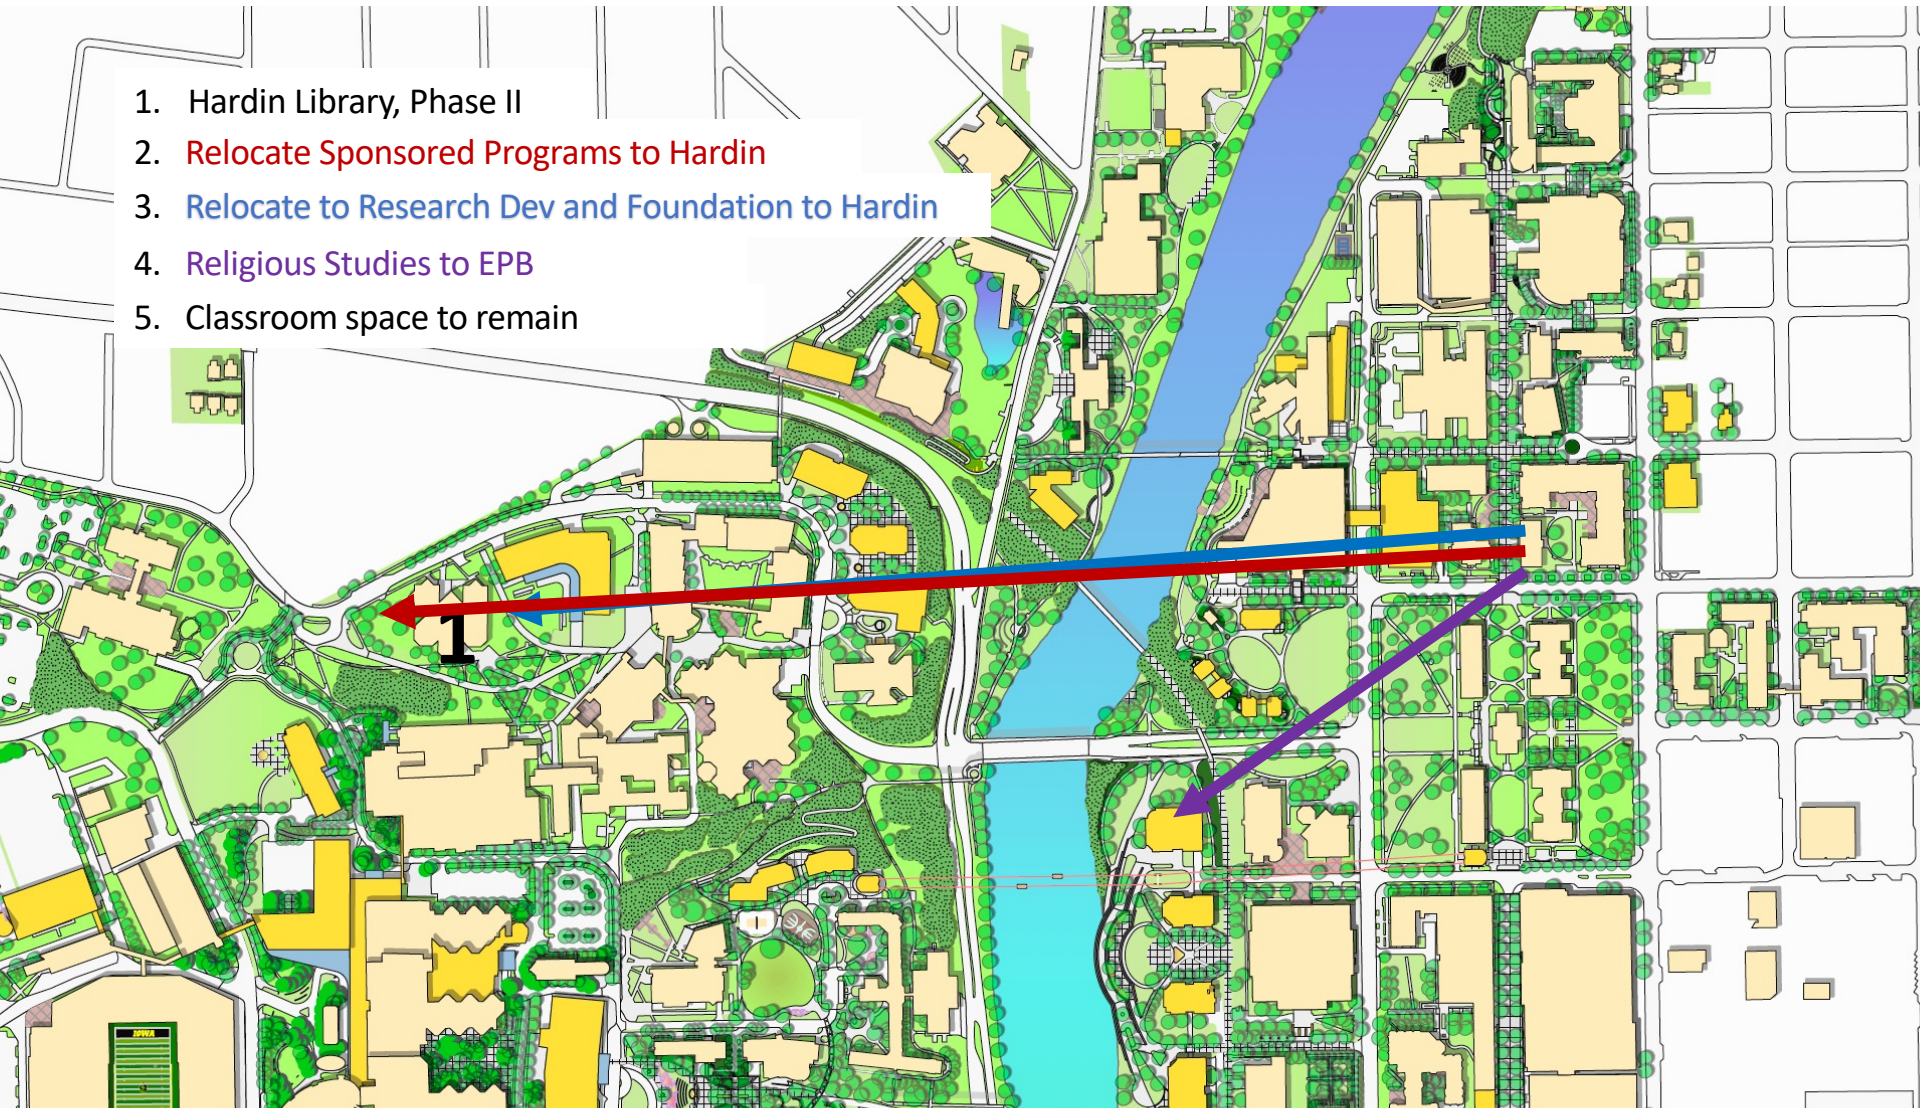 1. Hardin Library, Phase II
2. Relocate Sponsored Programs to Hardin
3. Relocate to Research Dev and Foundation to Hardin
4. Religious Studies to EPB
5. Classroom space to remain
1
IOWA